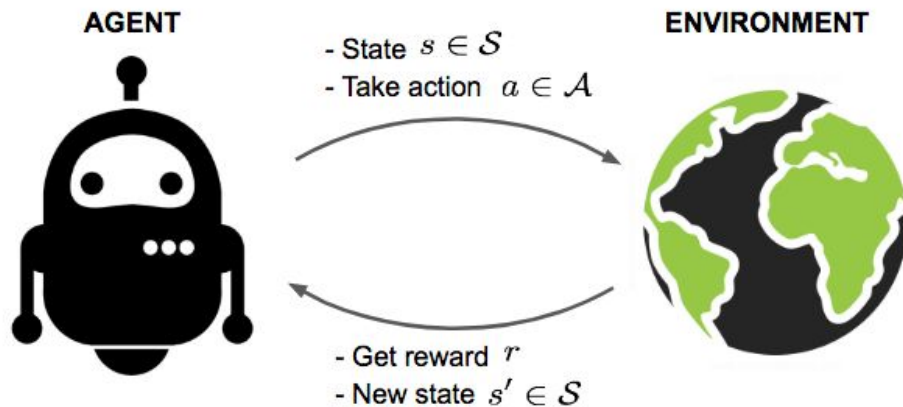 AGENT
ENVIRONMENT
- State s ∈ 𝒮
- Take action a ∈ 𝒜
- Get reward r
- New state s′ ∈ 𝒮